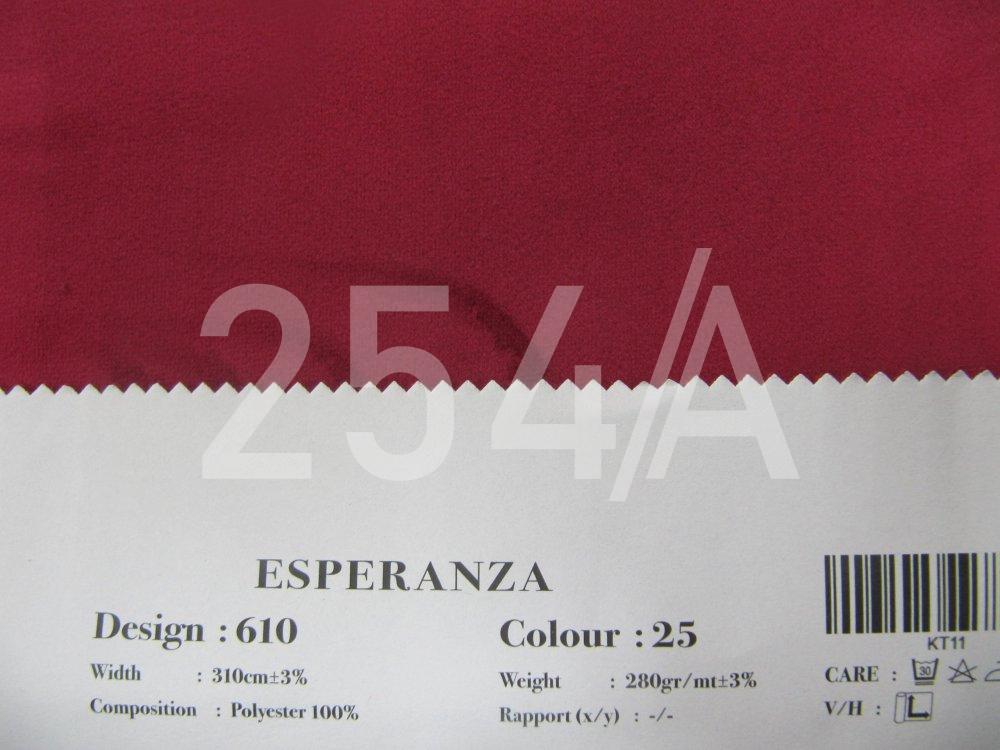 254/A
ESPERANZA
Design : 610
Colour : 25
Width : 310cm±3%
Weight : 280gr/mt±3%
Composition : Polyester 100%
Rapport (x/y) : -/-
KT11
CARE : 30
V/H :